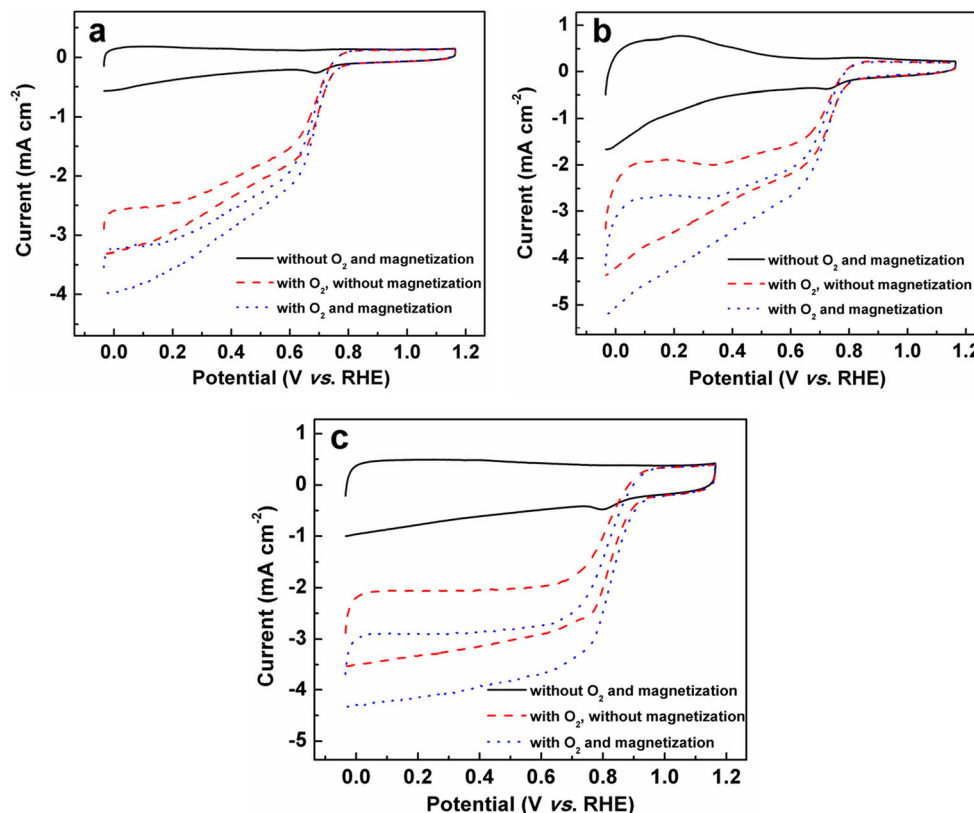 a
1
0
-1
-2
-3
-4
Current (mA cm⁻²)
without O₂ and magnetization
with O₂, without magnetization
with O₂ and magnetization
0.0 0.2 0.4 0.6 0.8 1.0 1.2
Potential (V vs. RHE)
b
1
0
-1
-2
-3
-4
-5
Current (mA cm⁻²)
without O₂ and magnetization
with O₂, without magnetization
with O₂ and magnetization
0.0 0.2 0.4 0.6 0.8 1.0 1.2
Potential (V vs. RHE)
c
1
0
-1
-2
-3
-4
-5
Current (mA cm⁻²)
without O₂ and magnetization
with O₂, without magnetization
with O₂ and magnetization
0.0 0.2 0.4 0.6 0.8 1.0 1.2
Potential (V vs. RHE)